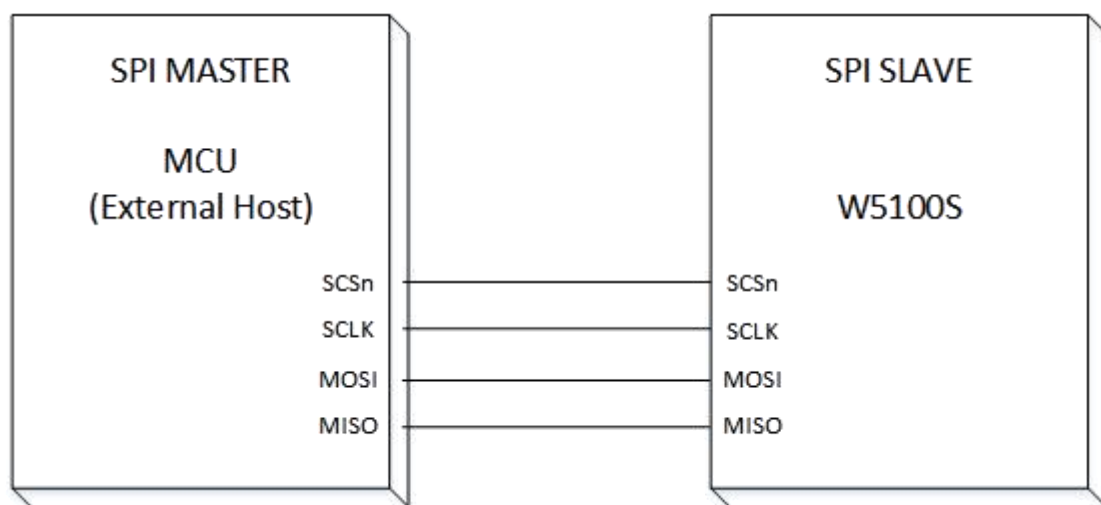 SPI MASTER
MCU
(External Host)
SCSn
SCLK
MOSI
MISO
SPI SLAVE
W5100S
SCSn
SCLK
MOSI
MISO